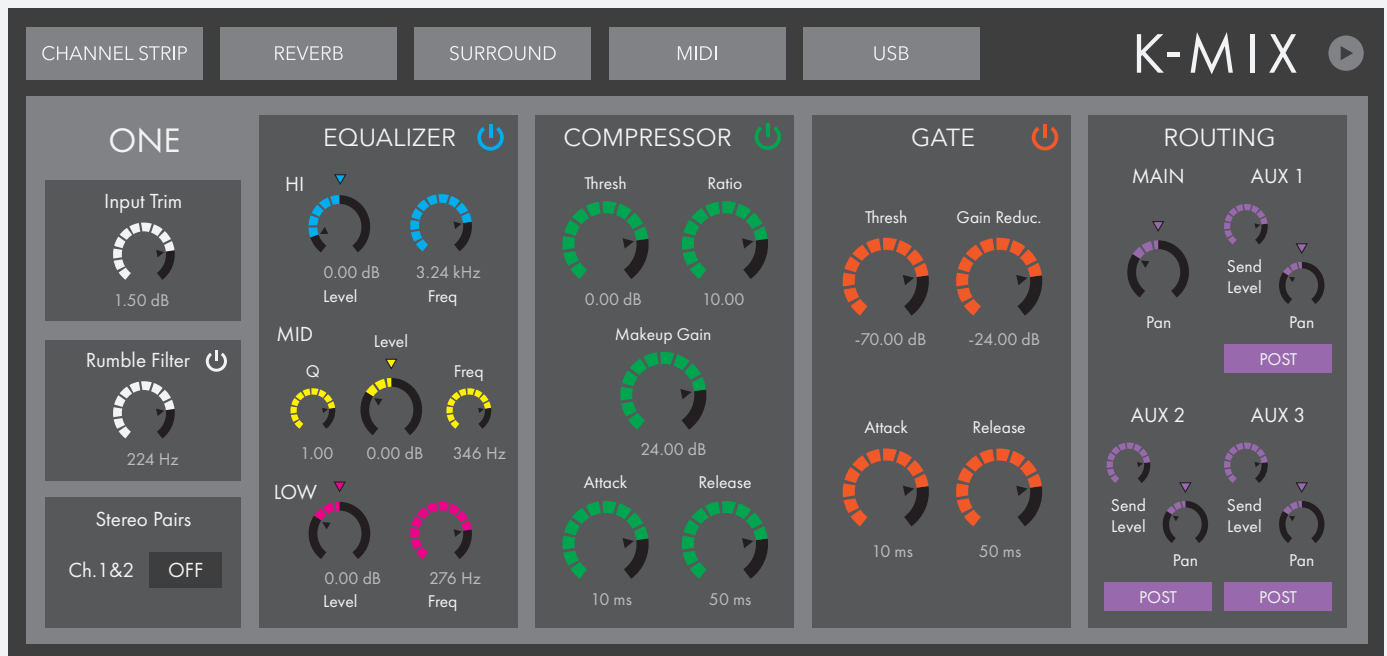 CHANNEL STRIP
REVERB
SURROUND
MIDI
USB
K-MIX
ONE
Input Trim
1.50 dB
Rumble Filter
224 Hz
Stereo Pairs
Ch.1&2 OFF
EQUALIZER
HI
0.00 dB 3.24 kHz
Level Freq
MID
Level
Q Freq
1.00 0.00 dB 346 Hz
LOW
0.00 dB 276 Hz
Level Freq
COMPRESSOR
Thresh Ratio
0.00 dB 10.00
Makeup Gain
24.00 dB
Attack Release
10 ms 50 ms
GATE
Thresh Gain Reduc.
-70.00 dB -24.00 dB
Attack Release
10 ms 50 ms
ROUTING
MAIN
Pan
AUX 1
Send
Level
Pan
POST
AUX 2
Send
Level
Pan
POST
AUX 3
Send
Level
Pan
POST